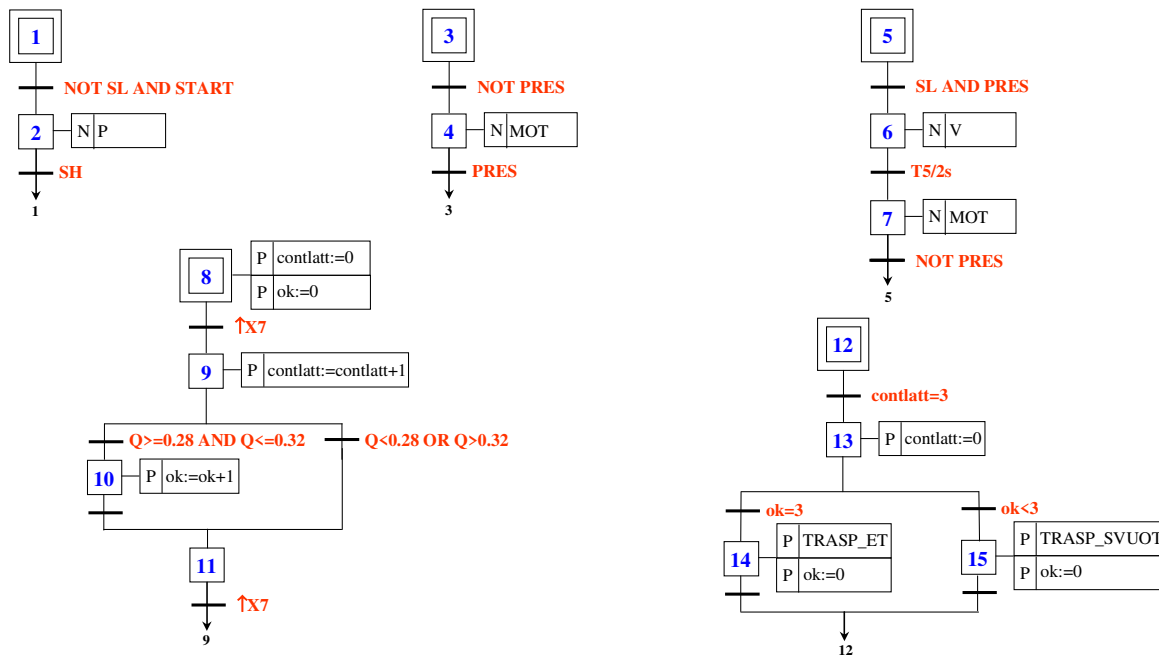 1
NOT SL AND START
2
N P
SH
1
3
NOT PRES
4
N MOT
PRES
3
5
SL AND PRES
6
N V
T5/2s
7
N MOT
NOT PRES
5
8
P contlatt:=0
P ok:=0
↑X7
9
P contlatt:=contlatt+1
Q>=0.28 AND Q<=0.32
Q<0.28 OR Q>0.32
10
P ok:=ok+1
11
↑X7
9
12
contlatt=3
13
P contlatt:=0
ok=3
ok<3
14
P TRASP_ET
P ok:=0
15
P TRASP_SVUOT
P ok:=0
12